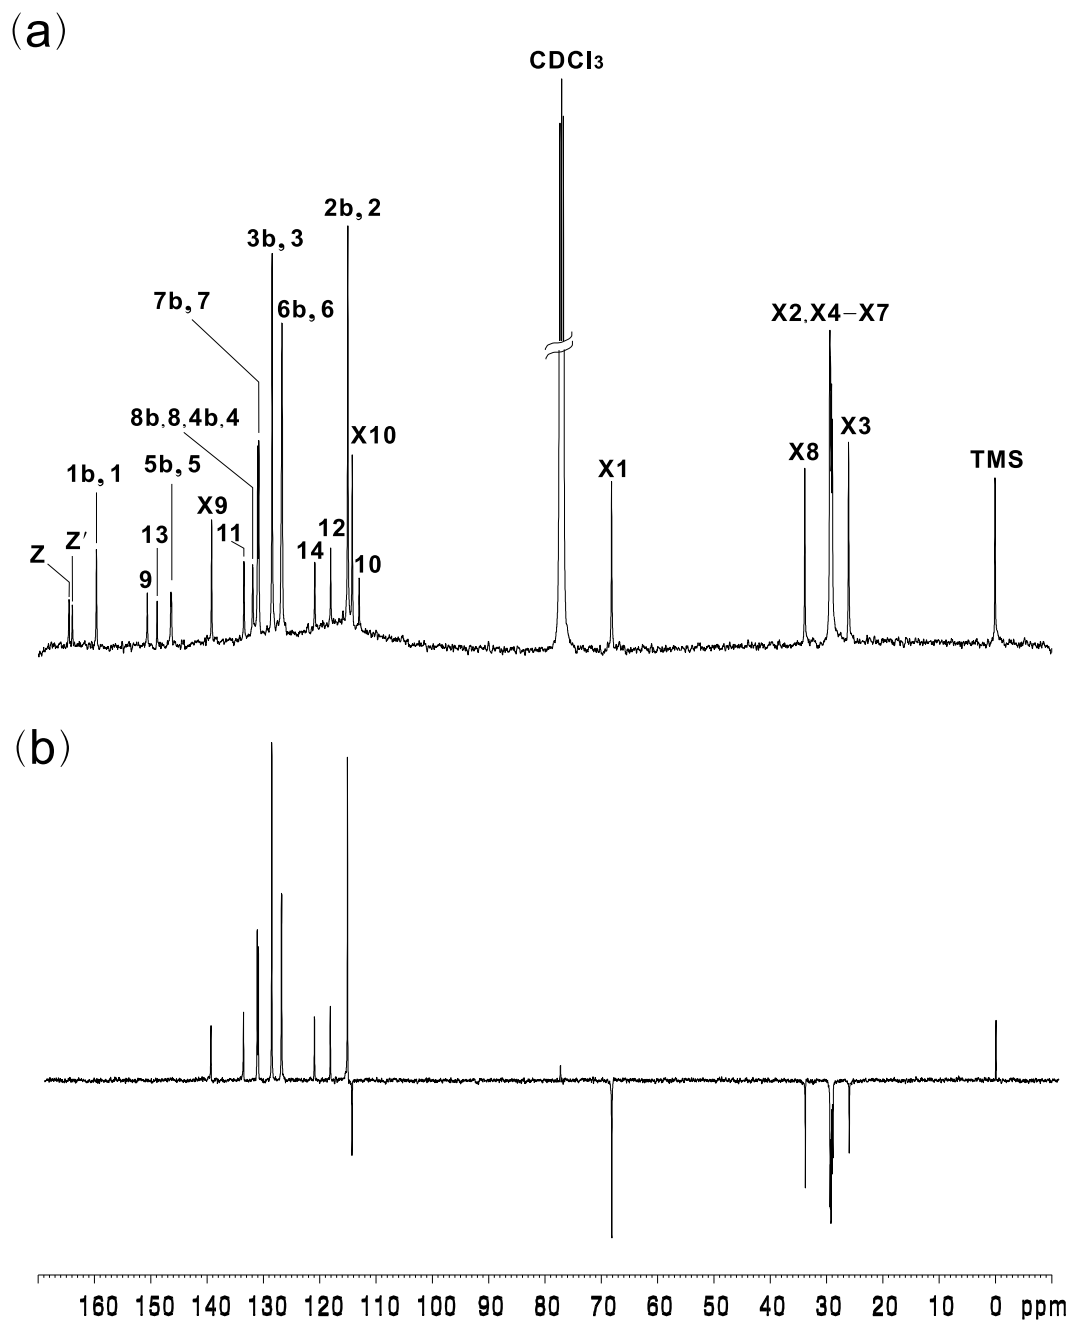 (a)
CDCl₃
2b, 2
3b, 3
7b, 7
6b, 6
X2,X4–X7
8b,8,4b,4
X10
X3
5b, 5
X8
1b, 1
X1
TMS
X9
13
11
12
Z
Z′
14
9
10
(b)
160 150 140 130 120 110 100 90 80 70 60 50 40 30 20 10 0 ppm